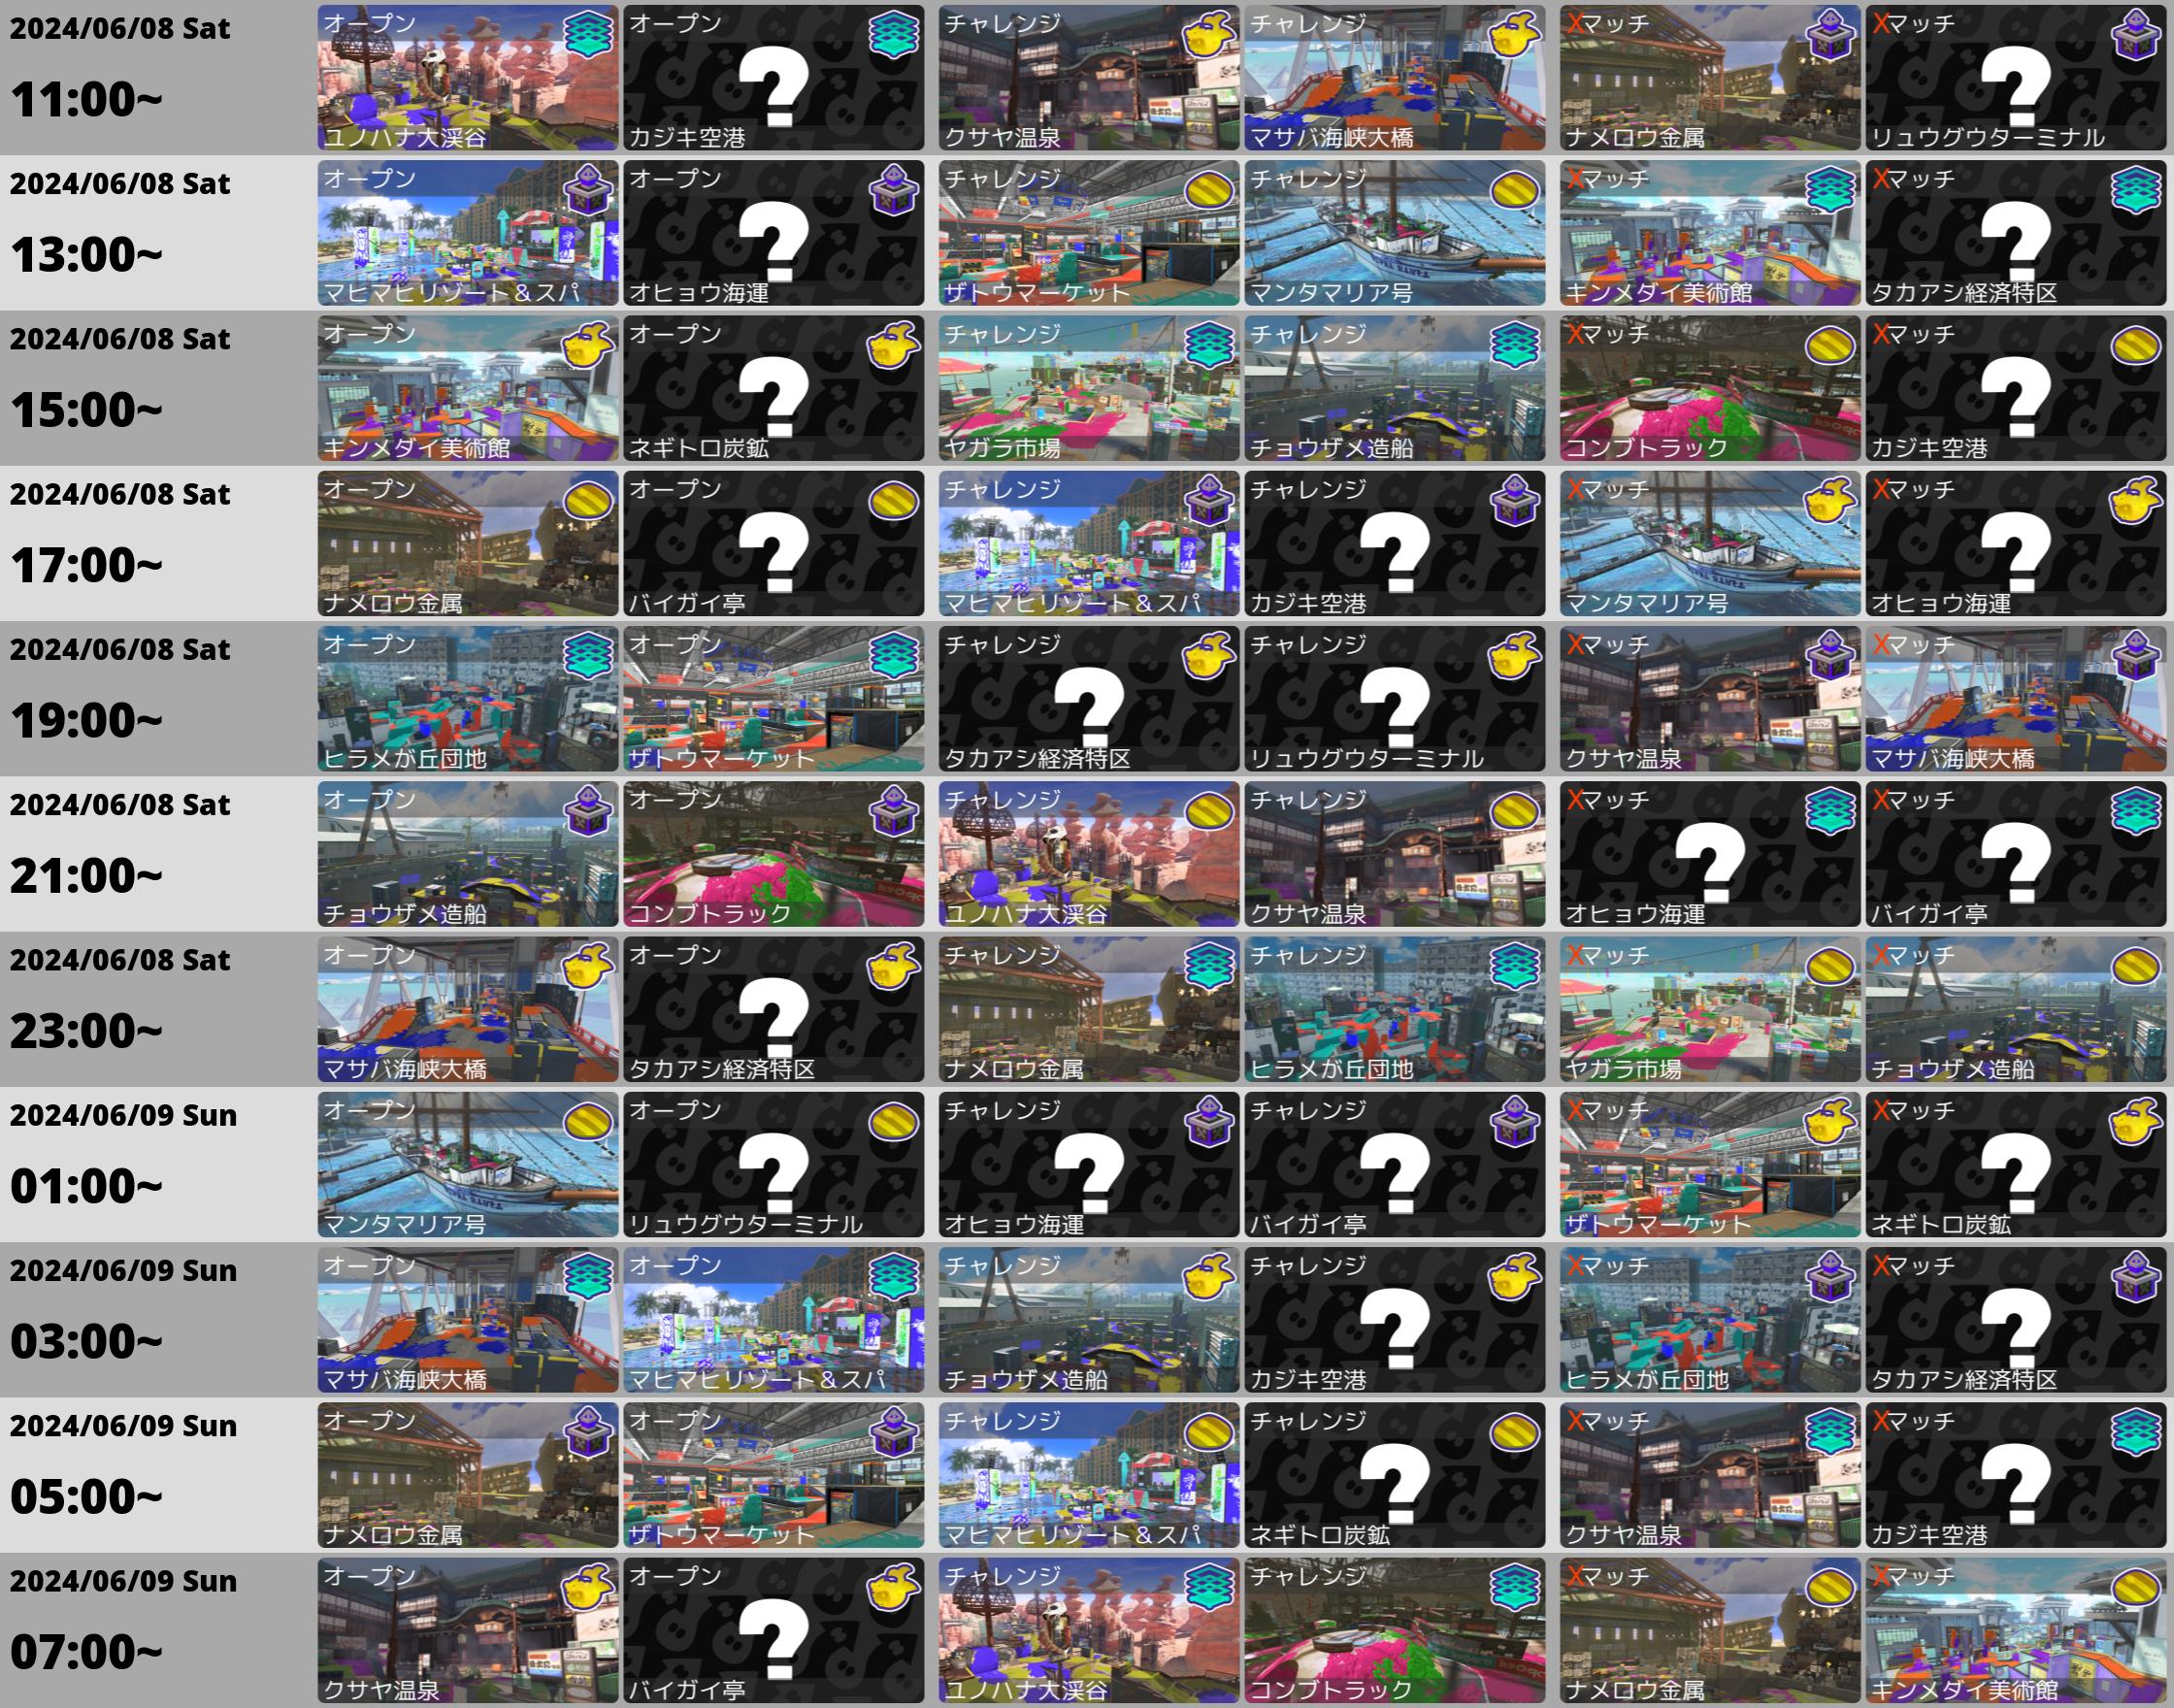 2024/06/08 Sat
11:00~
オープン
ユノハナ大渓谷
オープン
カジキ空港
チャレンジ
クサヤ温泉
チャレンジ
マサバ海峡大橋
Xマッチ
ナメロウ金属
Xマッチ
リュウグウターミナル
2024/06/08 Sat
13:00~
オープン
マヒマヒリゾート＆スパ
オープン
オヒョウ海運
チャレンジ
ザトウマーケット
チャレンジ
マンタマリア号
Xマッチ
キンメダイ美術館
Xマッチ
タカアシ経済特区
2024/06/08 Sat
15:00~
オープン
キンメダイ美術館
オープン
ネギトロ炭鉱
チャレンジ
ヤガラ市場
チャレンジ
チョウザメ造船
Xマッチ
コンブトラック
Xマッチ
カジキ空港
2024/06/08 Sat
17:00~
オープン
ナメロウ金属
オープン
バイガイ亭
チャレンジ
マヒマヒリゾート＆スパ
チャレンジ
カジキ空港
Xマッチ
マンタマリア号
Xマッチ
オヒョウ海運
2024/06/08 Sat
19:00~
オープン
ヒラメが丘団地
オープン
ザトウマーケット
チャレンジ
タカアシ経済特区
チャレンジ
リュウグウターミナル
Xマッチ
クサヤ温泉
Xマッチ
マサバ海峡大橋
2024/06/08 Sat
21:00~
オープン
チョウザメ造船
オープン
コンブトラック
チャレンジ
ユノハナ大渓谷
チャレンジ
クサヤ温泉
Xマッチ
オヒョウ海運
Xマッチ
バイガイ亭
2024/06/08 Sat
23:00~
オープン
マサバ海峡大橋
オープン
タカアシ経済特区
チャレンジ
ナメロウ金属
チャレンジ
ヒラメが丘団地
Xマッチ
ヤガラ市場
Xマッチ
チョウザメ造船
2024/06/09 Sun
01:00~
オープン
マンタマリア号
オープン
リュウグウターミナル
チャレンジ
オヒョウ海運
チャレンジ
バイガイ亭
Xマッチ
ザトウマーケット
Xマッチ
ネギトロ炭鉱
2024/06/09 Sun
03:00~
オープン
マサバ海峡大橋
オープン
マヒマヒリゾート＆スパ
チャレンジ
チョウザメ造船
チャレンジ
カジキ空港
Xマッチ
ヒラメが丘団地
Xマッチ
タカアシ経済特区
2024/06/09 Sun
05:00~
オープン
ナメロウ金属
オープン
ザトウマーケット
チャレンジ
マヒマヒリゾート＆スパ
チャレンジ
ネギトロ炭鉱
Xマッチ
クサヤ温泉
Xマッチ
カジキ空港
2024/06/09 Sun
07:00~
オープン
クサヤ温泉
オープン
バイガイ亭
チャレンジ
ユノハナ大渓谷
チャレンジ
コンブトラック
Xマッチ
ナメロウ金属
Xマッチ
キンメダイ美術館